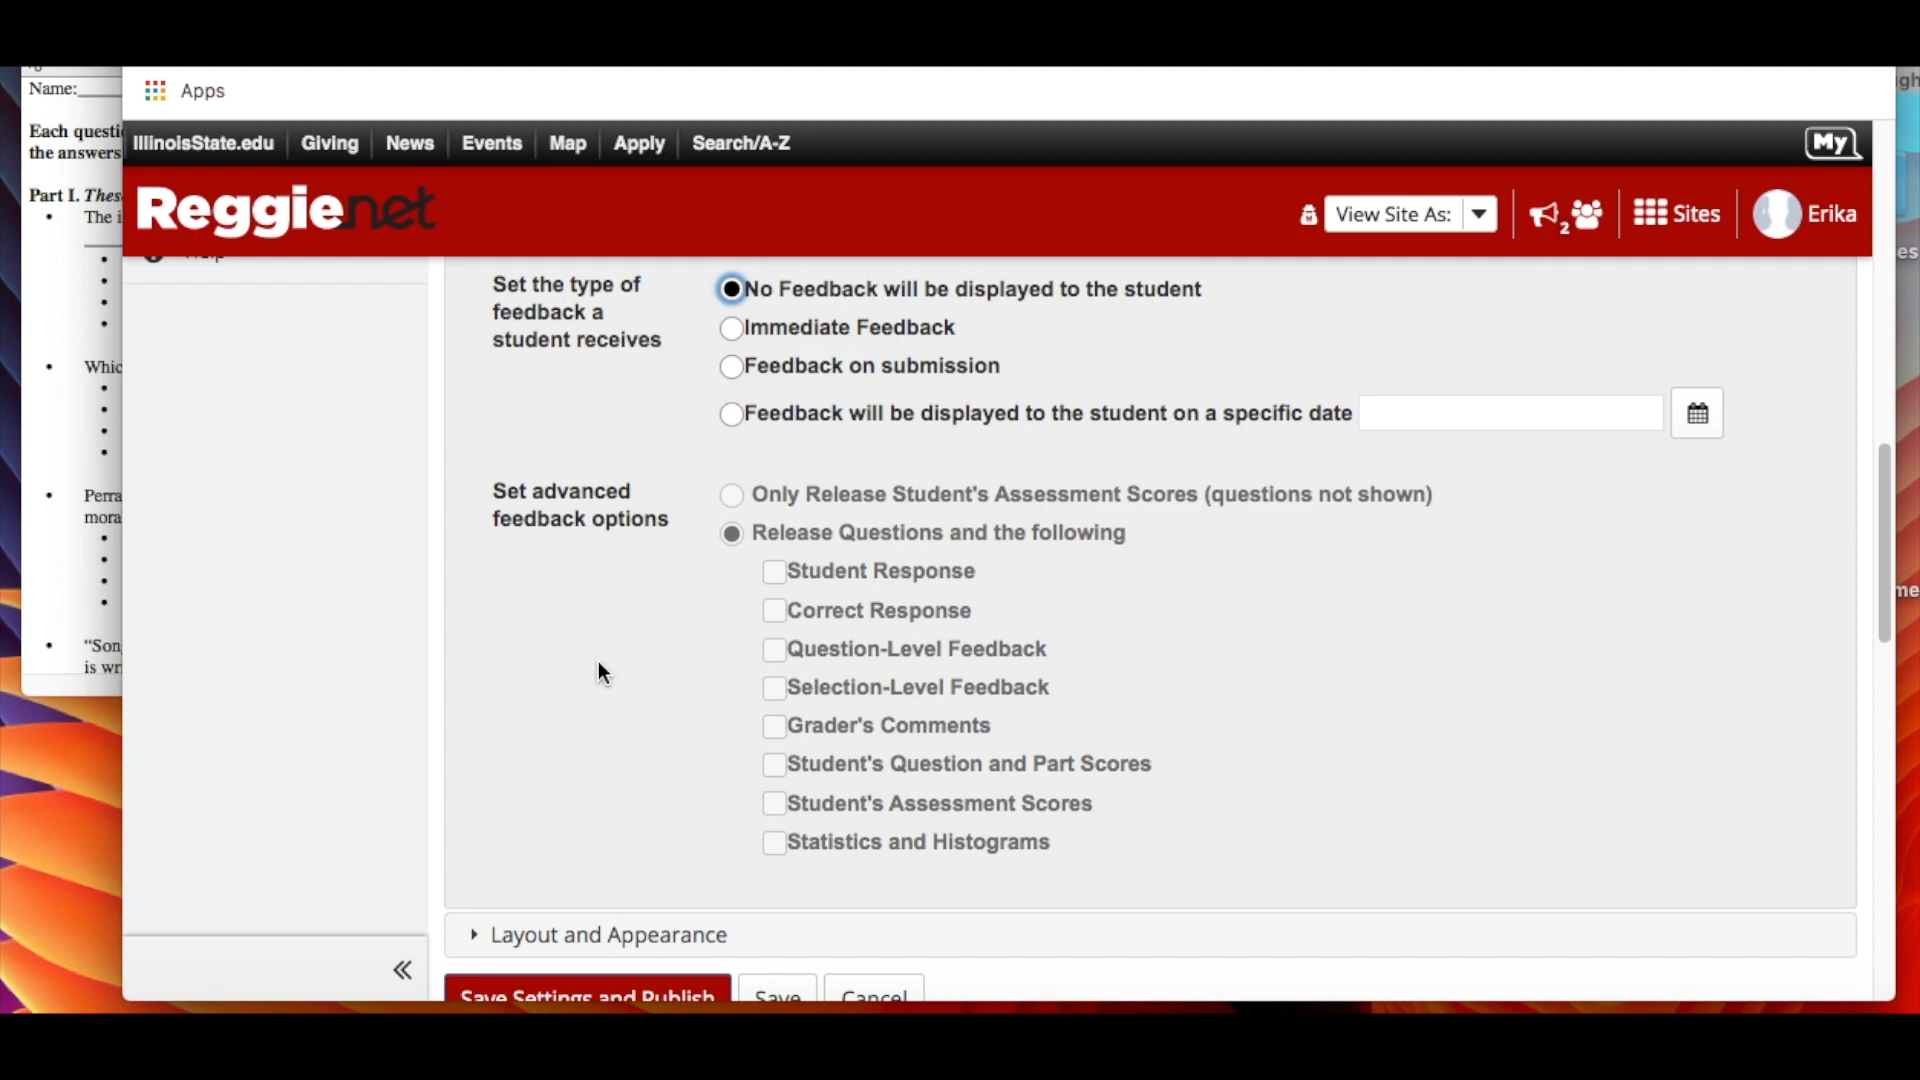 Apps
Name:
Each questi
the answers
Part I. Thes
The i
Whic
Perra
mora
"Son
is wr
IllinoisState.edu
Giving
News
Events
Map
Apply
Search/A-Z
My
Reggienet
View Site As:
2
Sites
Erika
Set the type of
feedback a
student receives
No Feedback will be displayed to the student
Immediate Feedback
Feedback on submission
Feedback will be displayed to the student on a specific date
Set advanced
feedback options
Only Release Student's Assessment Scores (questions not shown)
Release Questions and the following
Student Response
Correct Response
Question-Level Feedback
Selection-Level Feedback
Grader's Comments
Student's Question and Part Scores
Student's Assessment Scores
Statistics and Histograms
Layout and Appearance
Save Settings and Publish
Save
Cancel
gh
es
me